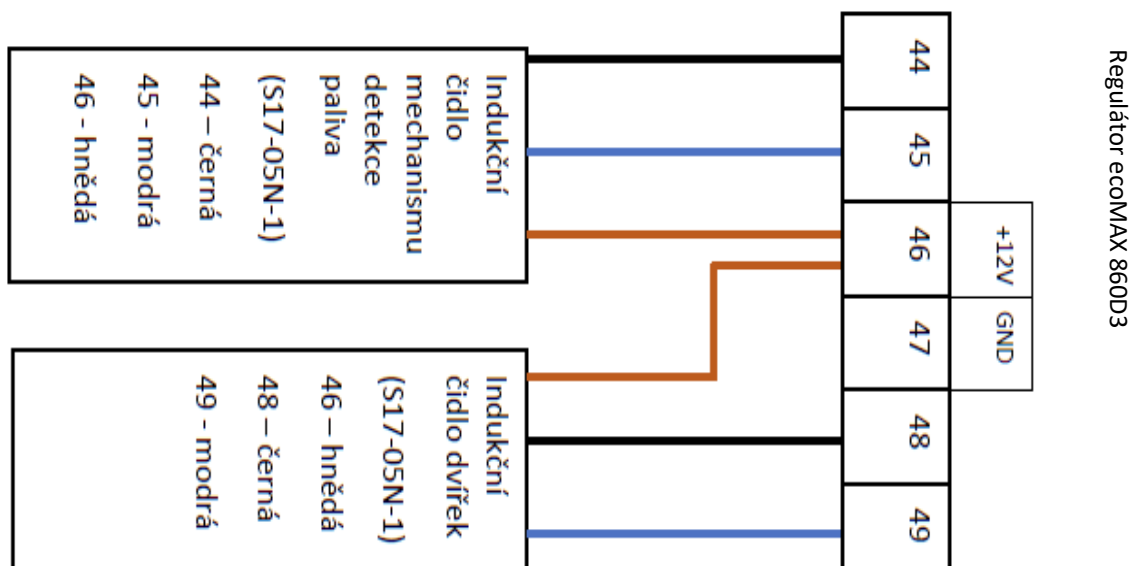 Regulátor ecoMAX 860D3
+12V
GND
44
45
46
47
48
49
Indukční
čidlo
mechanismu
detekce
paliva
(S17-05N-1)
44 – černá
45 - modrá
46 - hnědá
Indukční
čidlo dvířek
(S17-05N-1)
46 – hnědá
48 – černá
49 - modrá